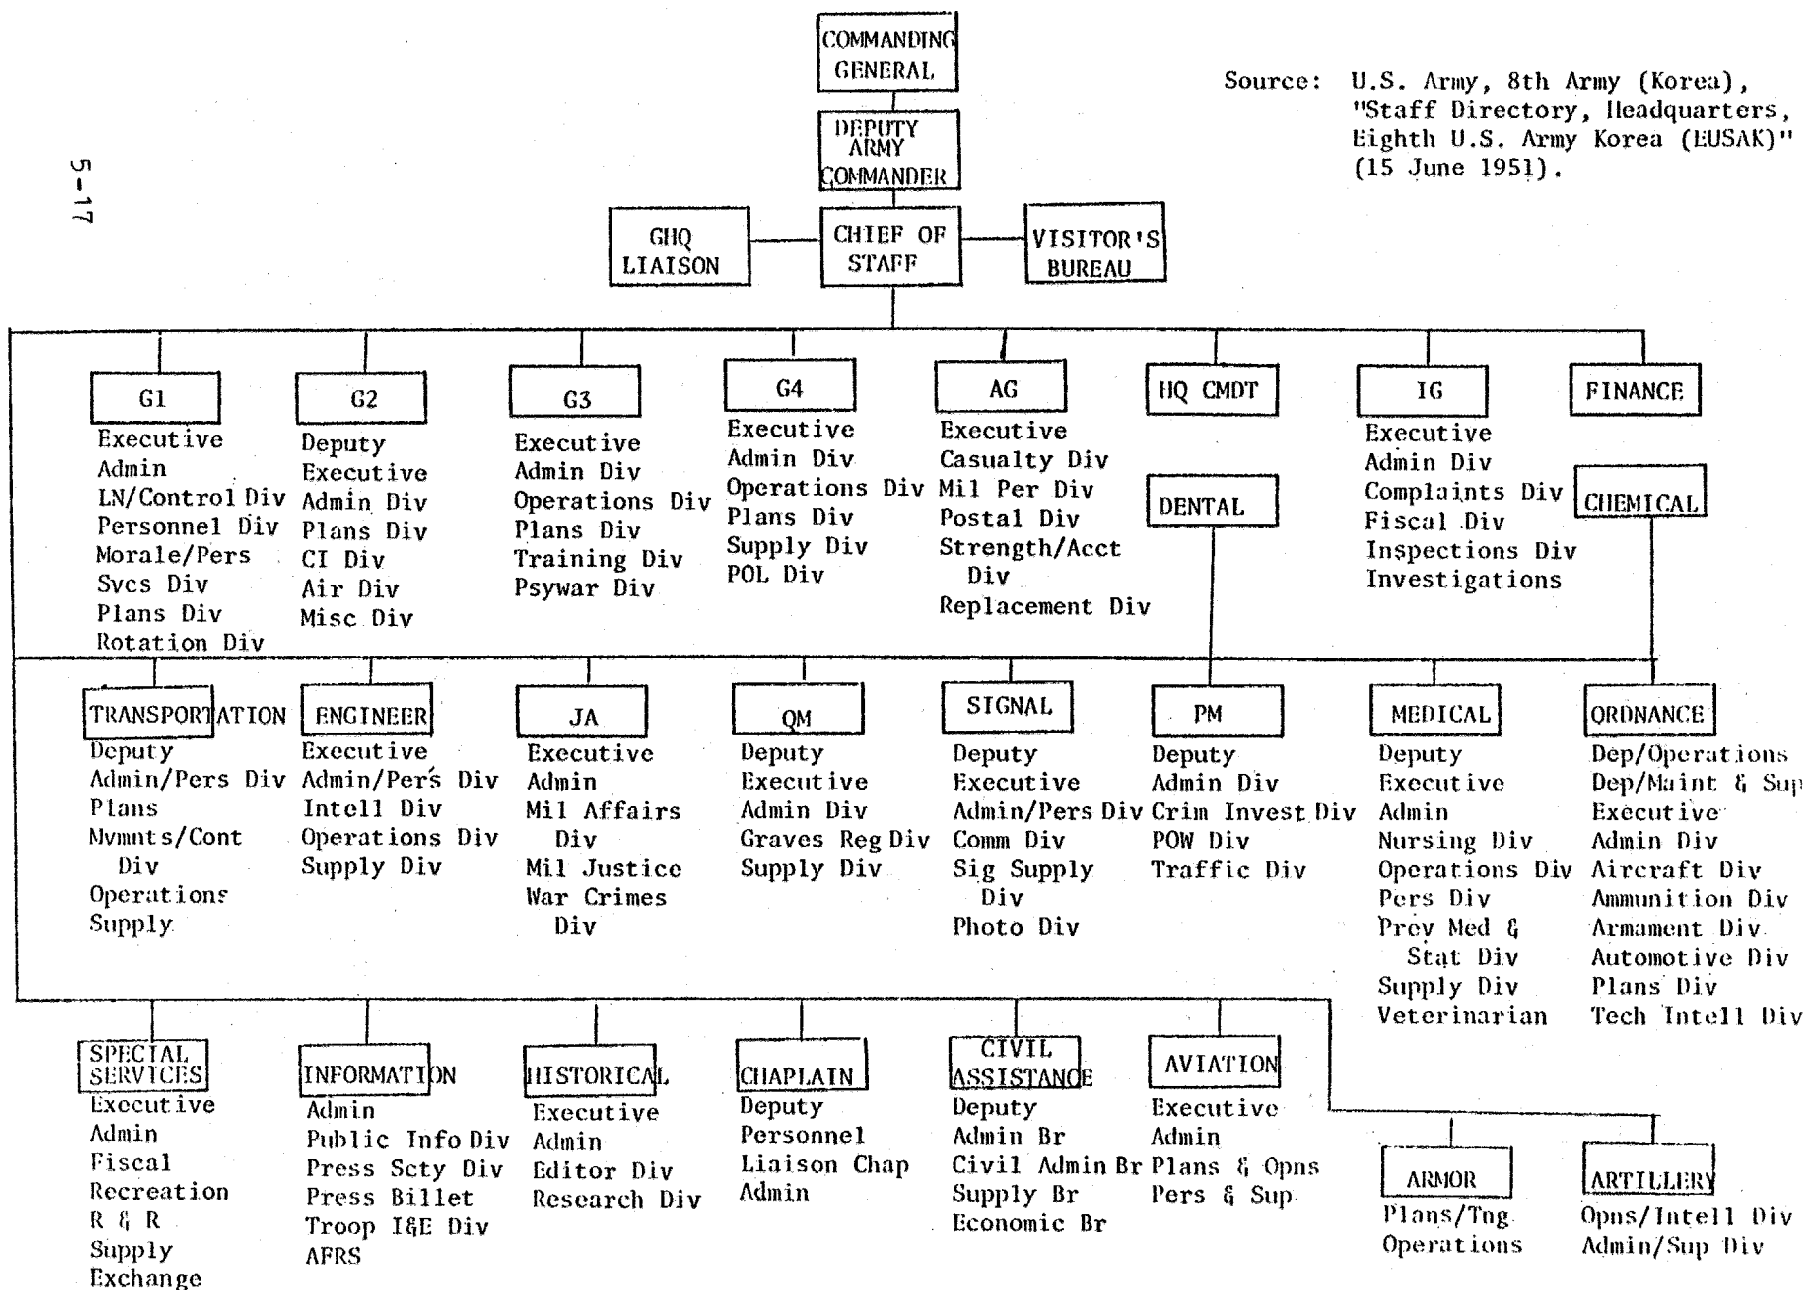 COMMANDING
GENERAL
Source: U.S. Army, 8th Army (Korea),
"Staff Directory, Headquarters,
Eighth U.S. Army Korea (EUSAK)"
(15 June 1951).
DEPUTY
ARMY
COMMANDER
5-17
GHQ
LIAISON
CHIEF OF
STAFF
VISITOR'S
BUREAU
G1
Executive
Admin
LN/Control Div
Personnel Div
Morale/Pers
Svcs Div
Plans Div
Rotation Div
G2
Deputy
Executive
Admin Div
Plans Div
CI Div
Air Div
Misc Div
G3
Executive
Admin Div
Operations Div
Plans Div
Training Div
Psywar Div
G4
Executive
Admin Div
Operations Div
Plans Div
Supply Div
POL Div
AG
Executive
Casualty Div
Mil Per Div
Postal Div
Strength/Acct
Div
Replacement Div
HQ CMDT
DENTAL
IG
Executive
Admin Div
Complaints Div
Fiscal Div
Inspections Div
Investigations
FINANCE
CHEMICAL
TRANSPORTATION
Deputy
Admin/Pers Div
Plans
Mvmnts/Cont
Div
Operations
Supply
ENGINEER
Executive
Admin/Pers Div
Intell Div
Operations Div
Supply Div
JA
Executive
Admin
Mil Affairs
Div
Mil Justice
War Crimes
Div
QM
Deputy
Executive
Admin Div
Graves Reg Div
Supply Div
SIGNAL
Deputy
Executive
Admin/Pers Div
Comm Div
Sig Supply
Div
Photo Div
PM
Deputy
Admin Div
Crim Invest Div
POW Div
Traffic Div
MEDICAL
Deputy
Executive
Admin
Nursing Div
Operations Div
Pers Div
Prev Med &
Stat Div
Supply Div
Veterinarian
ORDNANCE
Dep/Operations
Dep/Maint & Sup
Executive
Admin Div
Aircraft Div
Ammunition Div
Armament Div
Automotive Div
Plans Div
Tech Intell Div
SPECIAL
SERVICES
Executive
Admin
Fiscal
Recreation
R & R
Supply
Exchange
INFORMATION
Admin
Public Info Div
Press Scty Div
Press Billet
Troop I&E Div
AFRS
HISTORICAL
Executive
Admin
Editor Div
Research Div
CHAPLAIN
Deputy
Personnel
Liaison Chap
Admin
CIVIL
ASSISTANCE
Deputy
Admin Br
Civil Admin Br
Supply Br
Economic Br
AVIATION
Executive
Admin
Plans & Opns
Pers & Sup
ARMOR
Plans/Tng
Operations
ARTILLERY
Opns/Intell Div
Admin/Sup Div